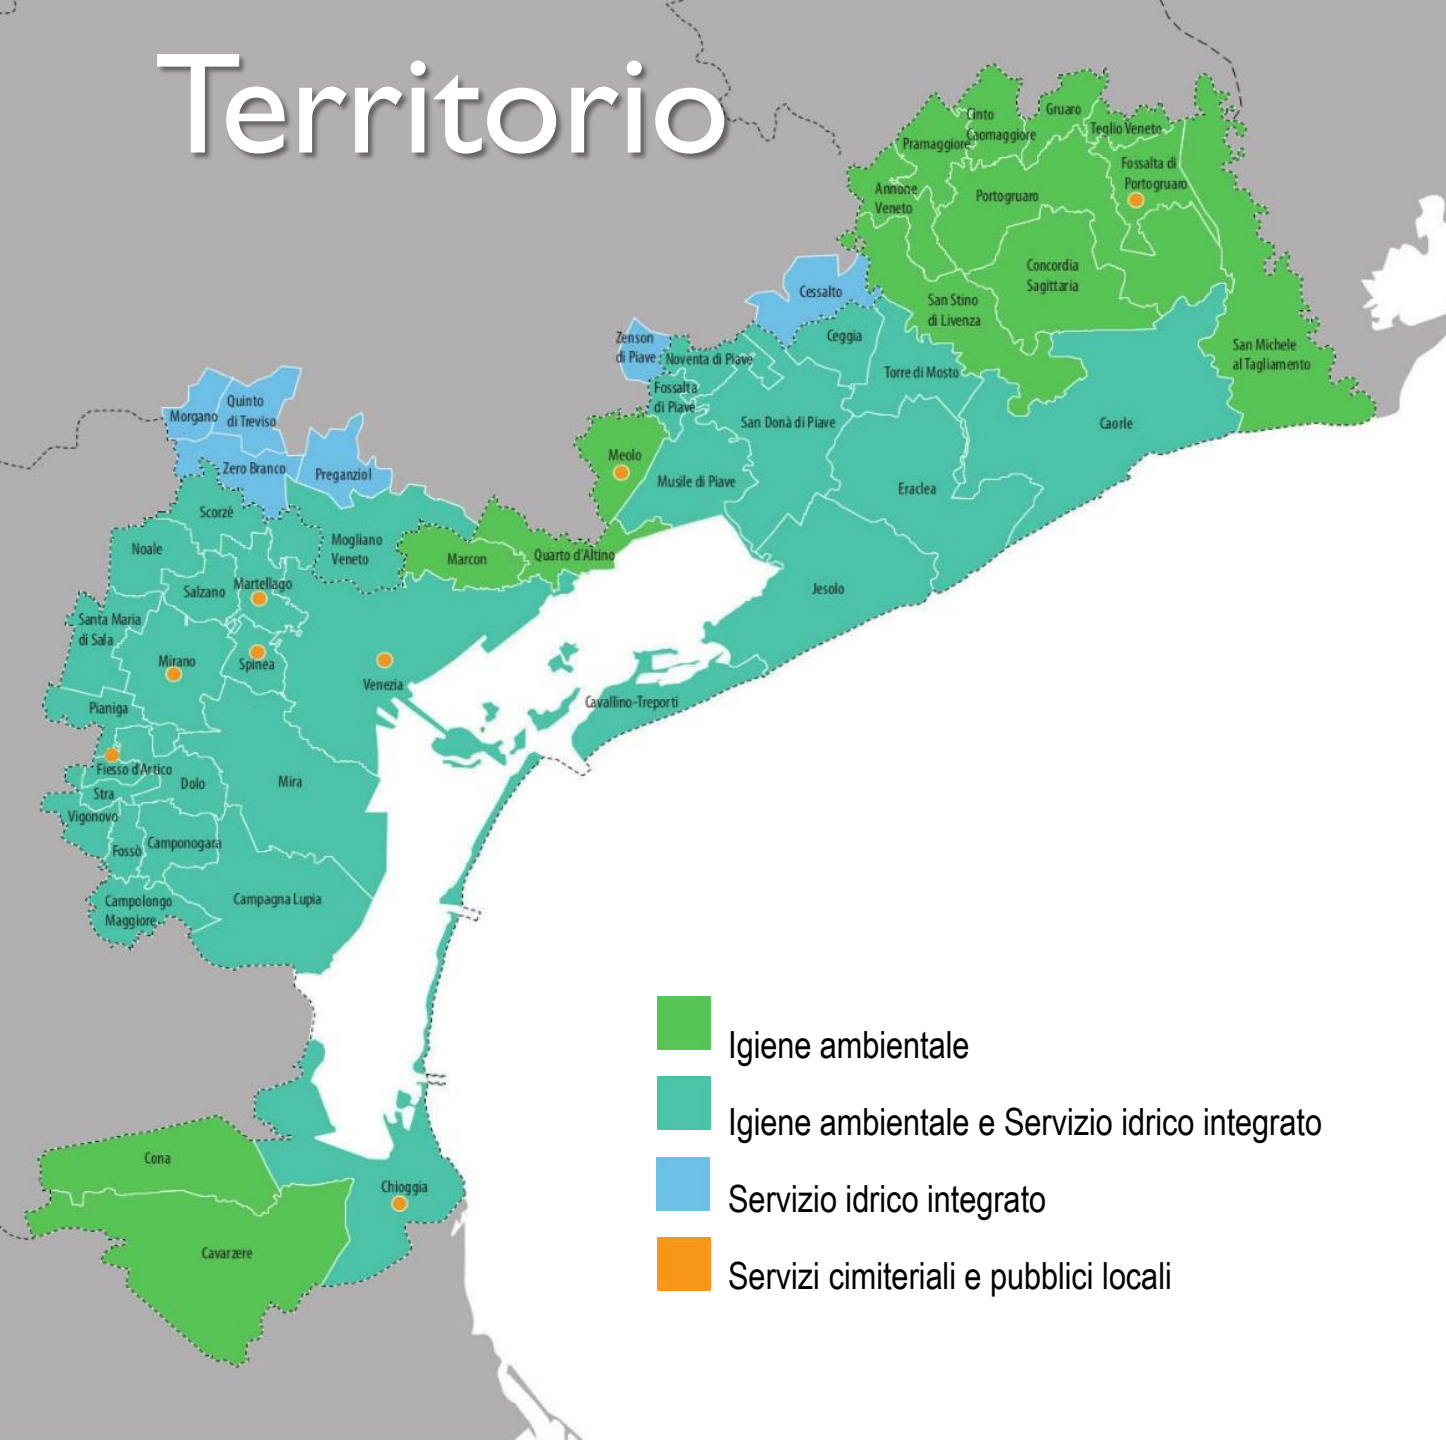 Territorio
Cinto
Caomaggiore
Gruaro
Teglio Veneto
Pramaggiore
Fossalta di
Portogruaro
Annone
Veneto
Portogruaro
Concordia
Sagittaria
San Stino
di Livenza
San Michele
al Tagliamento
Cessalto
Ceggia
Torre di Mosto
Zenson
di Piave
Noventa di Piave
Fossalta
di Piave
San Donà di Piave
Caorle
Morgano
Quinto
di Treviso
Zero Branco
Preganziol
Meolo
Musile di Piave
Eraclea
Scorzè
Noale
Mogliano
Veneto
Marcon
Quarto d'Altino
Jesolo
Salzano
Martellago
Santa Maria
di Sala
Mirano
Spinea
Venezia
Cavallino-Treporti
Pianiga
Fiesso d'Artico
Dolo
Mira
Stra
Vigonovo
Fossò
Camponogara
Campolongo
Maggiore
Campagna Lupia
Cona
Chioggia
Cavarzere
Igiene ambientale
Igiene ambientale e Servizio idrico integrato
Servizio idrico integrato
Servizi cimiteriali e pubblici locali